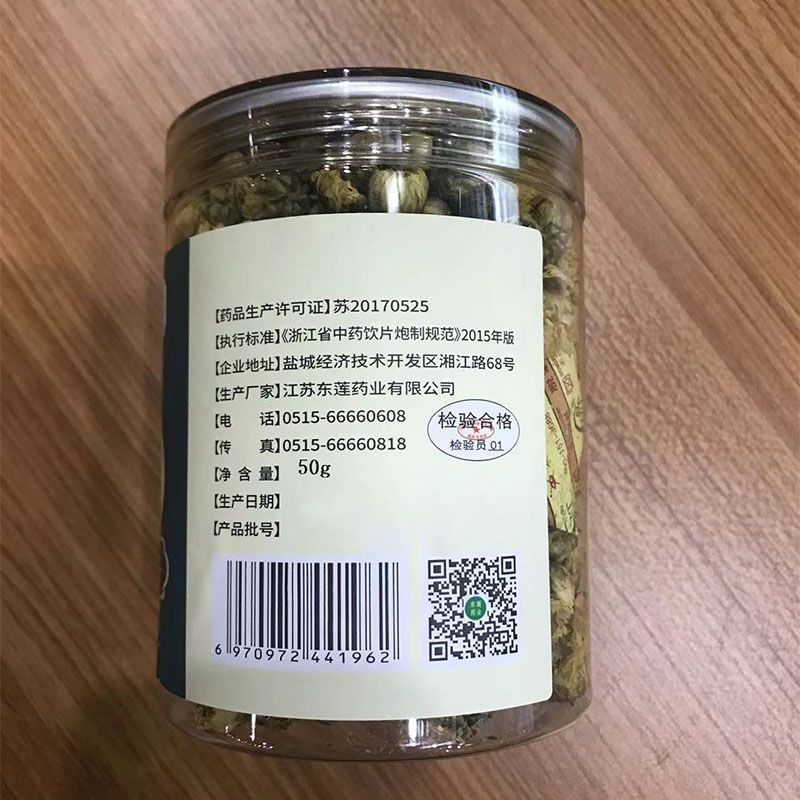 【药品生产许可证】苏20170525
【执行标准】《浙江省中药饮片炮制规范》2015年版
【企业地址】盐城经济技术开发区湘江路68号
【生产厂家】江苏东莲药业有限公司
【电　　话】0515-66660608
【传　　真】0515-66660818
【净 含 量】 50g
【生产日期】
【产品批号】
检验合格
检验员 01
6 970972 441962
东莲
药业